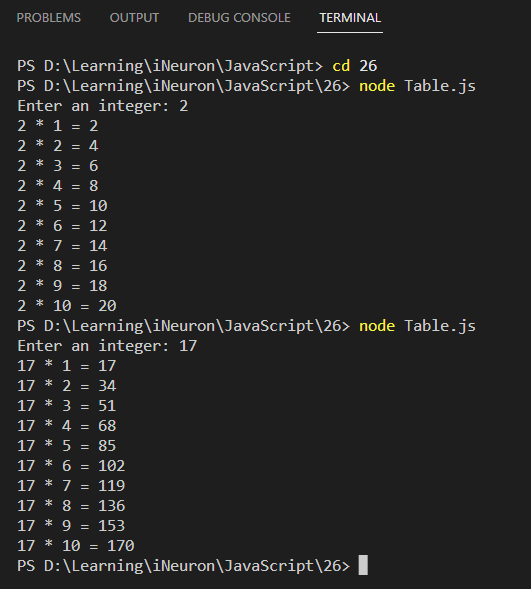 PROBLEMS OUTPUT DEBUG CONSOLE TERMINAL
PS D:\Learning\iNeuron\JavaScript> cd 26
PS D:\Learning\iNeuron\JavaScript\26> node Table.js
Enter an integer: 2
2 * 1 = 2
2 * 2 = 4
2 * 3 = 6
2 * 4 = 8
2 * 5 = 10
2 * 6 = 12
2 * 7 = 14
2 * 8 = 16
2 * 9 = 18
2 * 10 = 20
PS D:\Learning\iNeuron\JavaScript\26> node Table.js
Enter an integer: 17
17 * 1 = 17
17 * 2 = 34
17 * 3 = 51
17 * 4 = 68
17 * 5 = 85
17 * 6 = 102
17 * 7 = 119
17 * 8 = 136
17 * 9 = 153
17 * 10 = 170
PS D:\Learning\iNeuron\JavaScript\26>